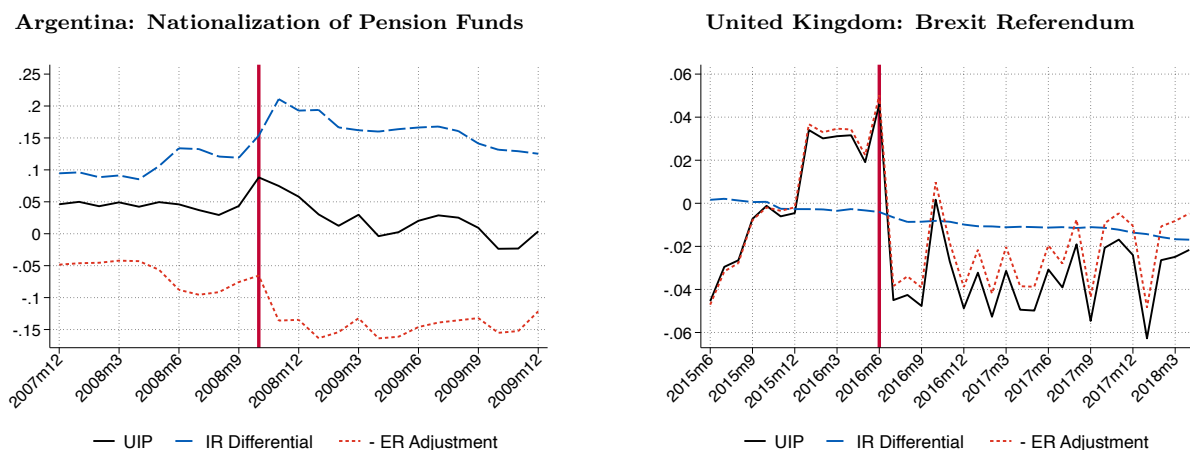 Argentina: Nationalization of Pension Funds
.25
.2
.15
.1
.05
0
-.05
-.1
-.15
2007m12
2008m3
2008m6
2008m9
2008m12
2009m3
2009m6
2009m9
2009m12
UIP
IR Differential
- ER Adjustment
United Kingdom: Brexit Referendum
.06
.04
.02
0
-.02
-.04
-.06
2015m6
2015m9
2015m12
2016m3
2016m6
2016m9
2016m12
2017m3
2017m6
2017m9
2017m12
2018m3
UIP
IR Differential
- ER Adjustment